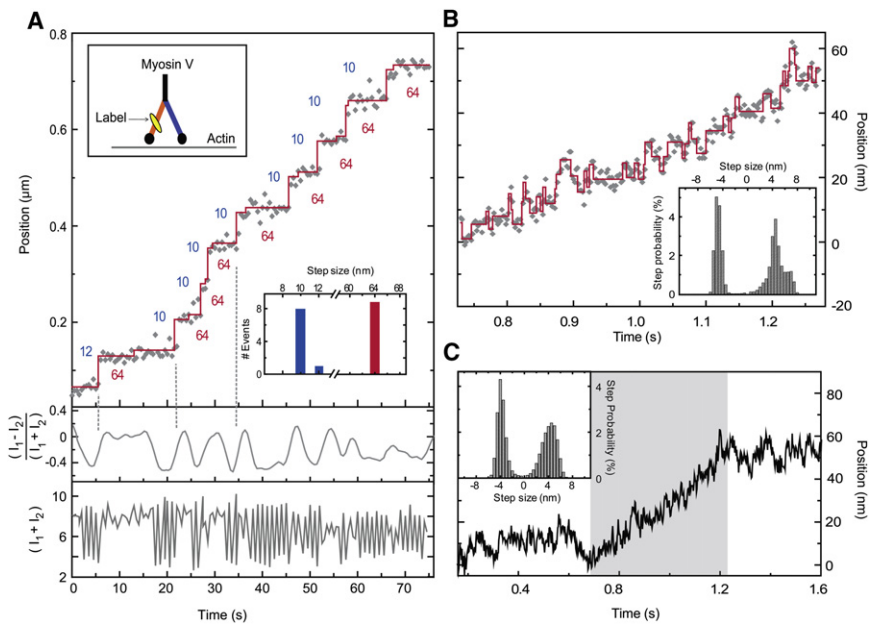 A
0.8
0.6
0.4
0.2
Position (µm)
Myosin V
Label
Actin
12
64
10
64
10
64
10
64
10
64
10
64
10
64
10
64
10
64
Step size (nm)
8 10 12 60 64 68
# Events
8
4
0
0.4
0
-0.4
(I1 - I2)
(I1 + I2)
10
8
6
2
(I1 + I2)
0 10 20 30 40 50 60 70
Time (s)
B
60
40
20
0
-20
Position (nm)
Step size (nm)
-8 -4 0 4 8
Step probability (%)
4
2
0
0.8 0.9 1.0 1.1 1.2
Time (s)
C
80
60
40
20
0
Position (nm)
4
2
0
Step Probability (%)
-8 -4 0 4 8
Step size (nm)
0.4 0.8 1.2 1.6
Time (s)